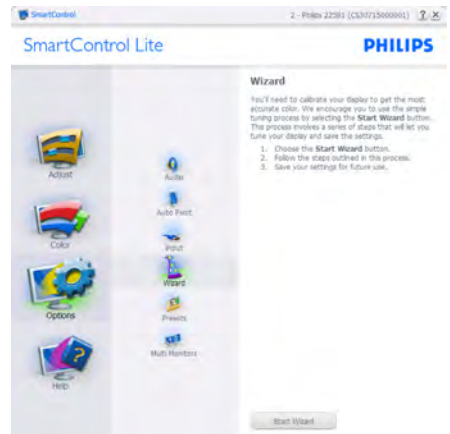 SmartControl
2 - Philips 225B1 (CS30715000001) ? X
SmartControl Lite
PHILIPS
Wizard
You'll need to calibrate your display to get the most
accurate color. We encourage you to use the simple
tuning process by selecting the Start Wizard button.
This process involves a series of steps that will let you
tune your display and save the settings.
1. Choose the Start Wizard button.
2. Follow the steps outlined in this process.
3. Save your settings for future use.
Adjust
Color
Options
Help
Audio
Auto Pivot
Input
Wizard
Presets
Multi Monitors
Start Wizard